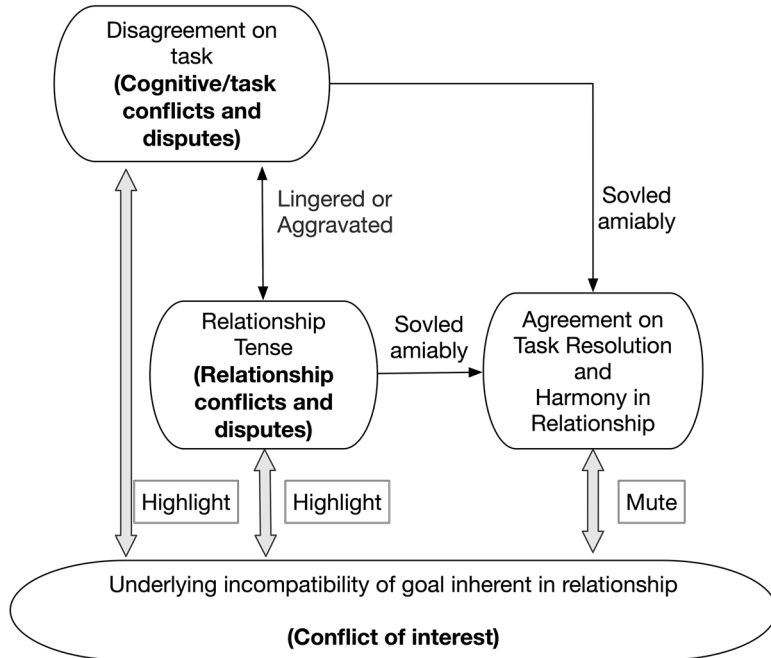 Disagreement on
task
(Cognitive/task
conflicts and
disputes)
Lingered or
Aggravated
Sovled
amiably
Relationship
Tense
(Relationship
conflicts and
disputes)
Sovled
amiably
Agreement on
Task Resolution
and
Harmony in
Relationship
Highlight
Highlight
Mute
Underlying incompatibility of goal inherent in relationship
(Conflict of interest)